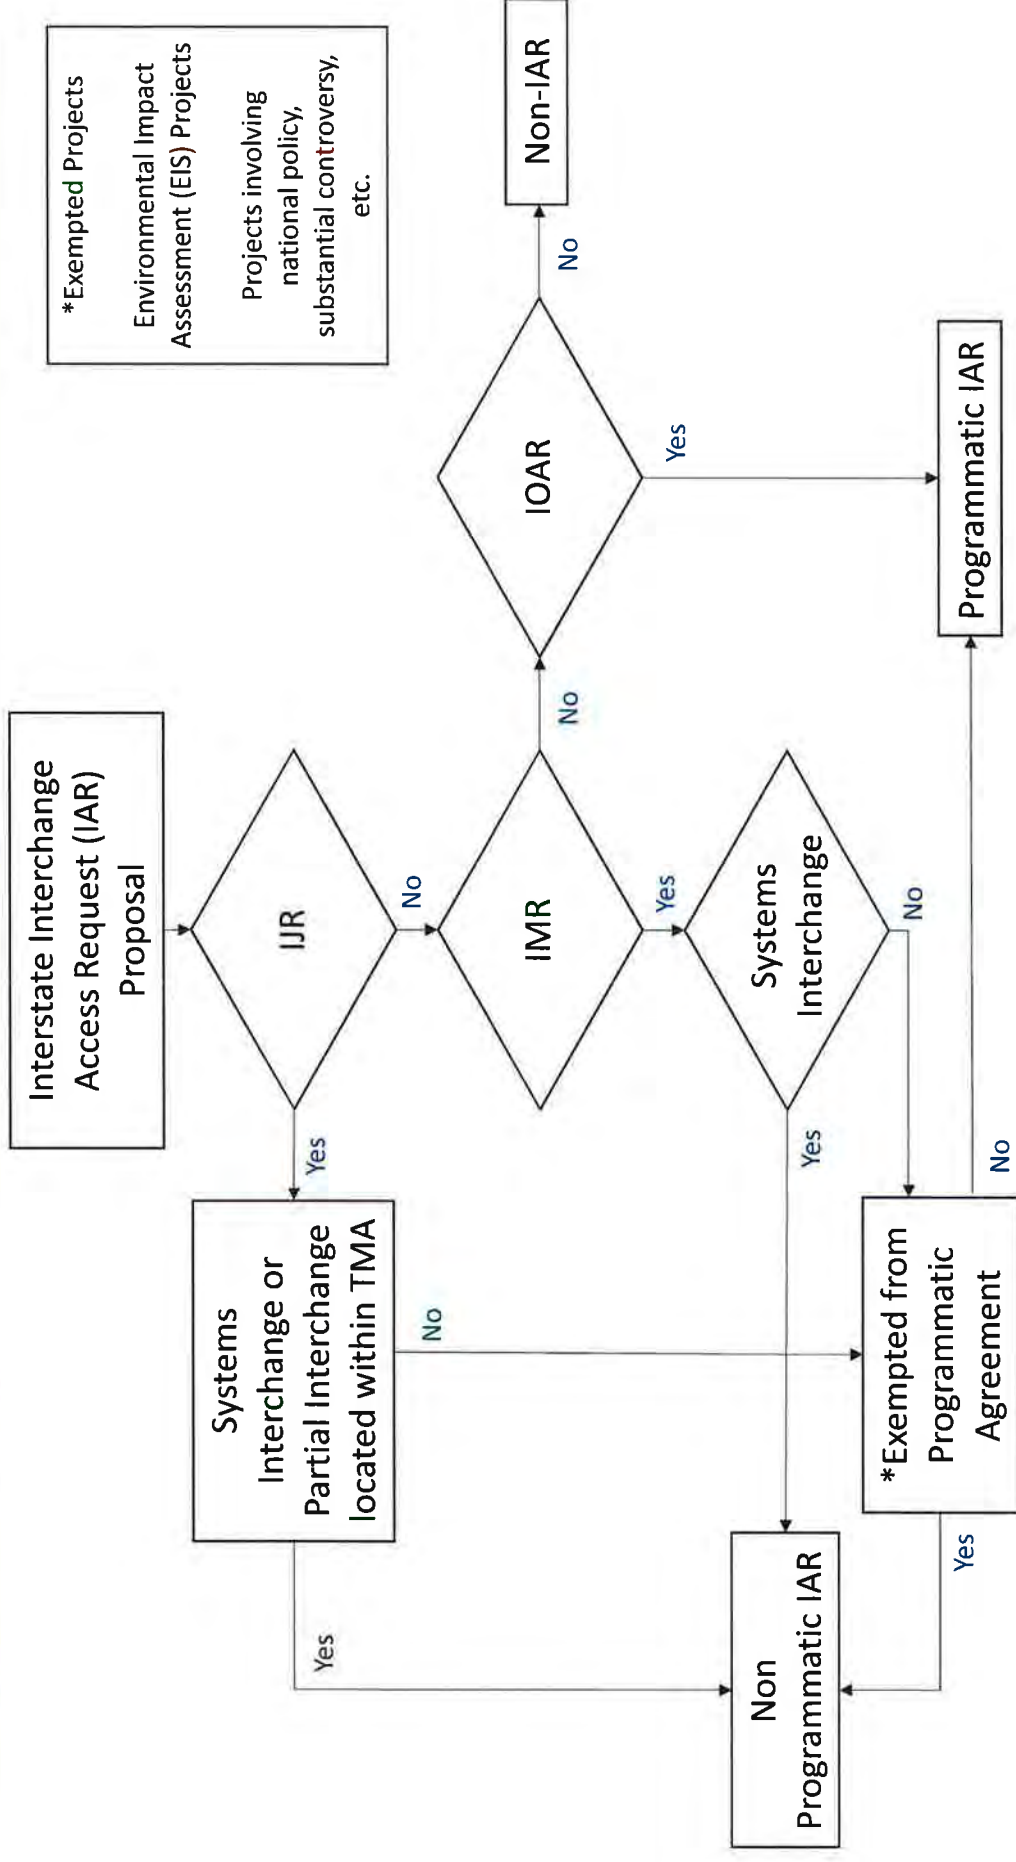 Interstate Interchange
Access Request (IAR)
Proposal
*Exempted Projects
Environmental Impact
Assessment (EIS) Projects
Projects involving
national policy,
substantial controversy,
etc.
IJR
Yes
Systems
Interchange or
Partial Interchange
located within TMA
No
IMR
No
IOAR
No
Non-IAR
Yes
No
Yes
Yes
Systems
Interchange
Yes
No
Non
Programmatic IAR
*Exempted from
Programmatic
Agreement
Yes
No
Programmatic IAR